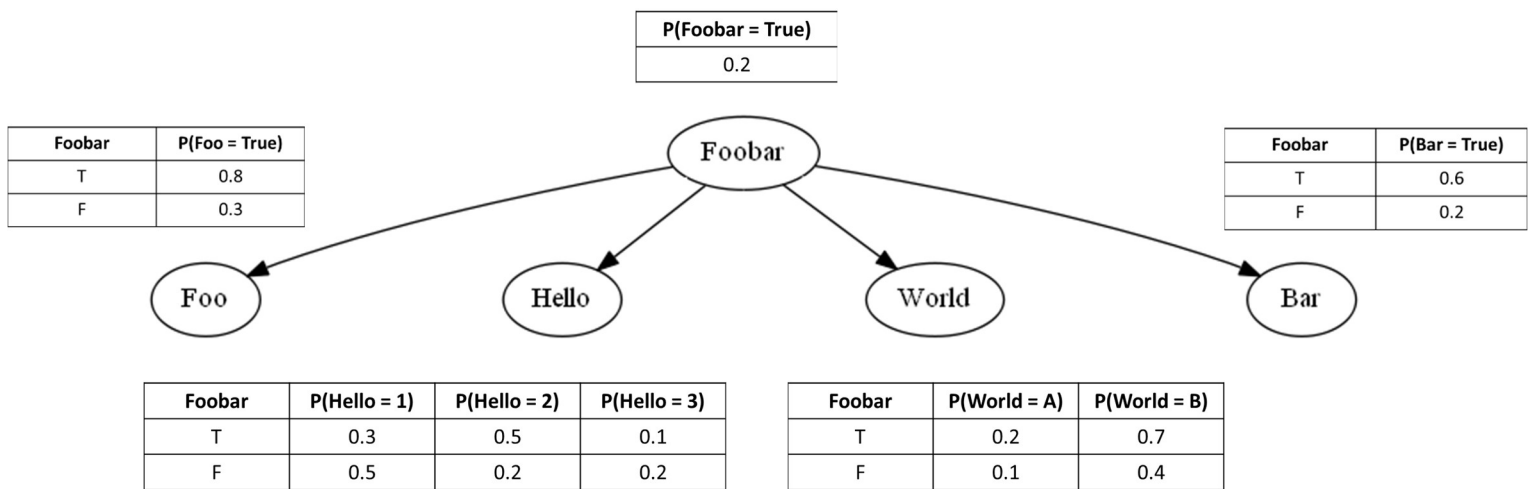 P(Foobar = True)
0.2
Foobar P(Foo = True)
T 0.8
F 0.3
Foobar
Foobar P(Bar = True)
T 0.6
F 0.2
Foo
Hello
World
Bar
Foobar P(Hello = 1) P(Hello = 2) P(Hello = 3)
T 0.3 0.5 0.1
F 0.5 0.2 0.2
Foobar P(World = A) P(World = B)
T 0.2 0.7
F 0.1 0.4